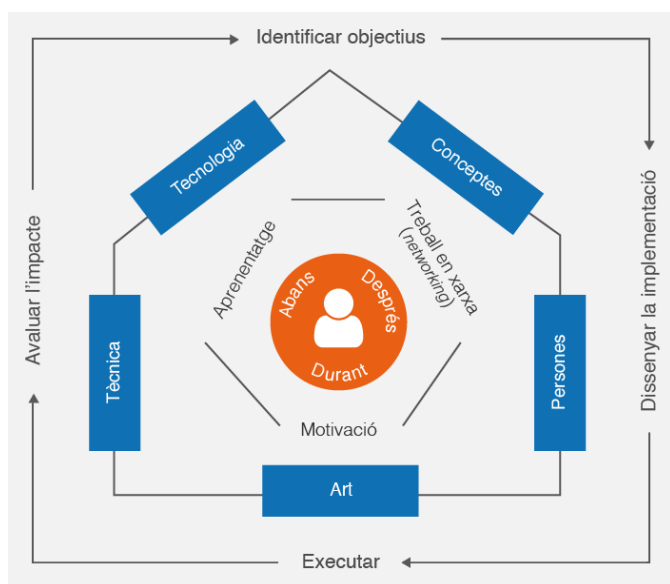 Identificar objectius
Tecnologia
Conceptes
Dissenyar la implementació
Avaluar l'impacte
Aprenentatge
Treball en xarxa
(networking)
Abans
Després
Durant
Tècnica
Persones
Motivació
Art
Executar